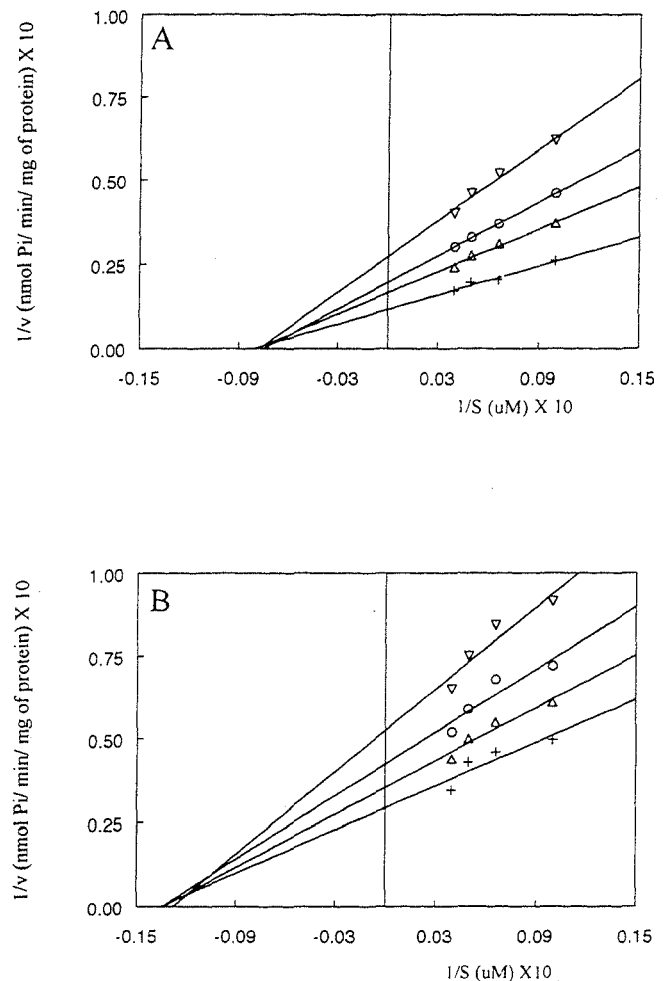 A
1/v (nmol Pi/ min/ mg of protein) X 10
1.00
0.75
0.50
0.25
0.00
-0.15 -0.09 -0.03 0.03 0.09 0.15
1/S (uM) X 10
B
1/v (nmol Pi/ min/ mg of protein) X 10
1.00
0.75
0.50
0.25
0.00
-0.15 -0.09 -0.03 0.03 0.09 0.15
1/S (uM) X10